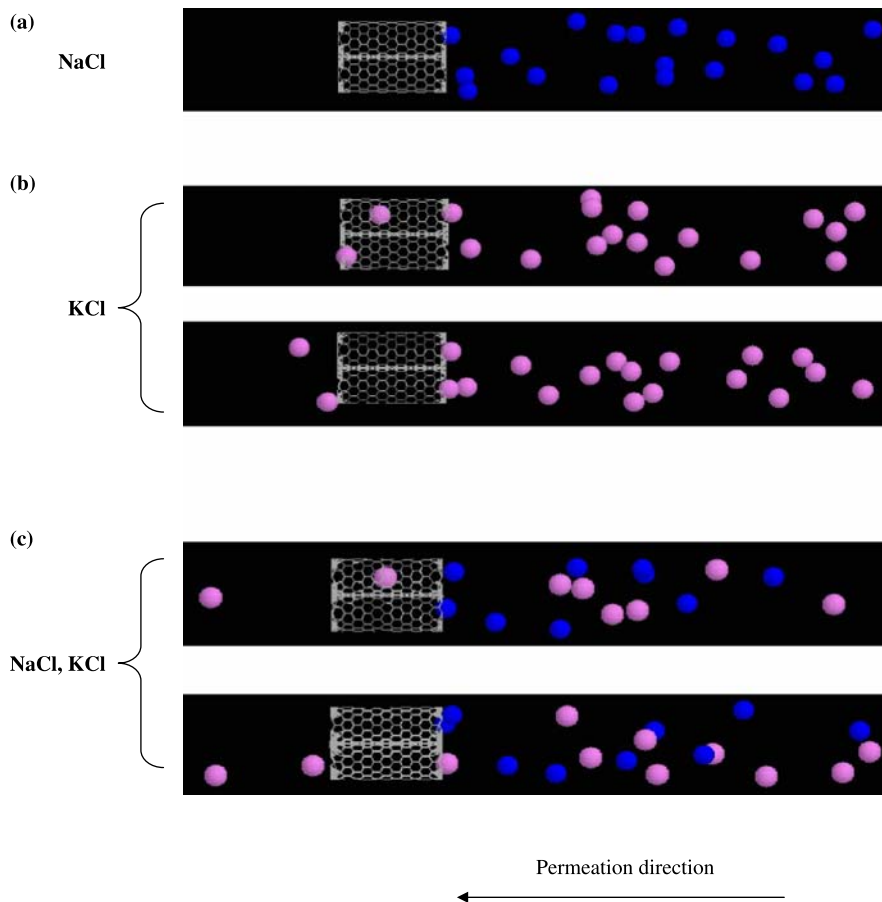 (a)
NaCl
(b)
KCl
(c)
NaCl, KCl
Permeation direction